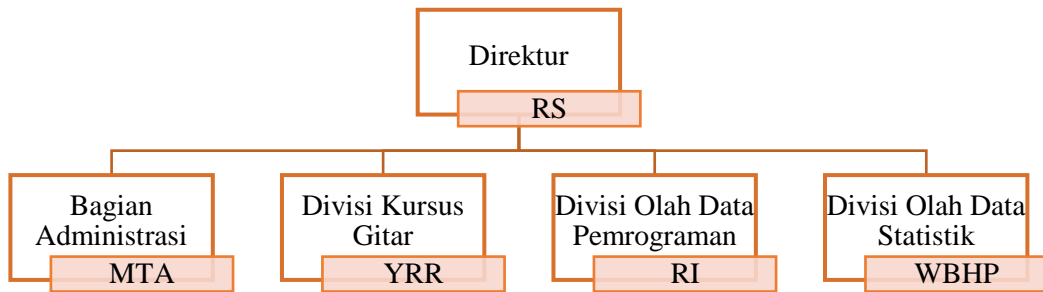 Direktur
RS
Bagian
Administrasi
MTA
Divisi Kursus
Gitar
YRR
Divisi Olah Data
Pemrograman
RI
Divisi Olah Data
Statistik
WBHP